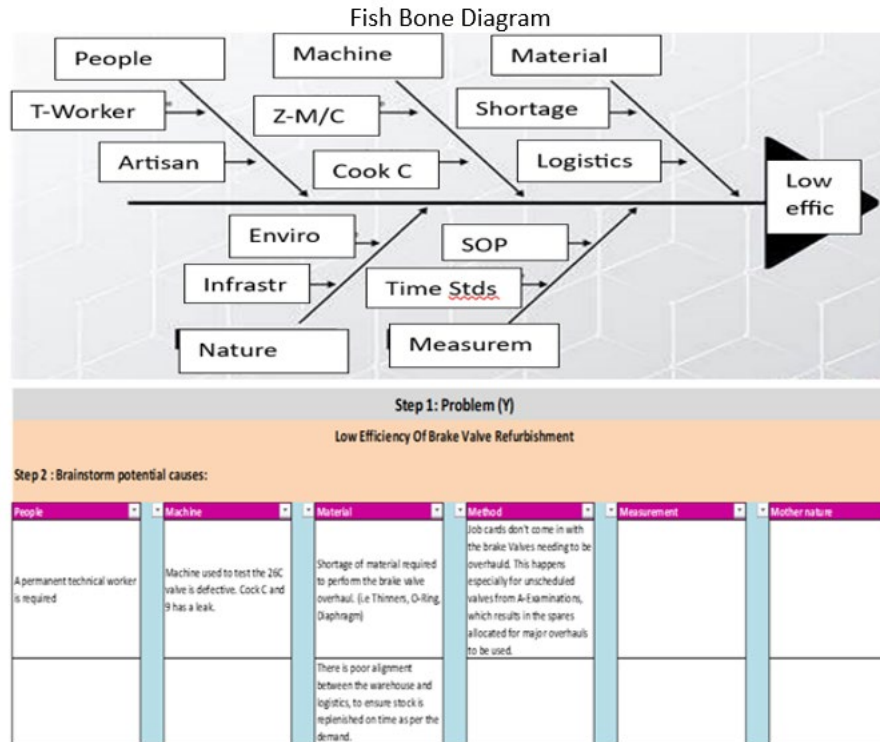 Fish Bone Diagram
People
Machine
Material
T-Worker
Z-M/C
Shortage
Artisan
Cook C
Logistics
Low
effic
Enviro
SOP
Infrastr
Time Stds
Nature
Measurem
Step 1: Problem (Y)
Low Efficiency Of Brake Valve Refurbishment
Step 2 : Brainstorm potential causes:
People
Machine
Material
Method
Measurement
Mother nature
A permanent technical worker
is required
Machine used to test the 26C
valve is defective. Cock C and
9 has a leak.
Shortage of material required
to perform the brake valve
overhaul. (i.e Thinners, O-Ring,
Diaphragm)
Job cards don't come in with
the brake Valves needing to be
overhauld. This happens
especially for unscheduled
valves from A-Examinations,
which results in the spares
allocated for major overhauls
to be used.
There is poor alignment
between the warehouse and
logistics, to ensure stock is
replenished on time as per the
demand.